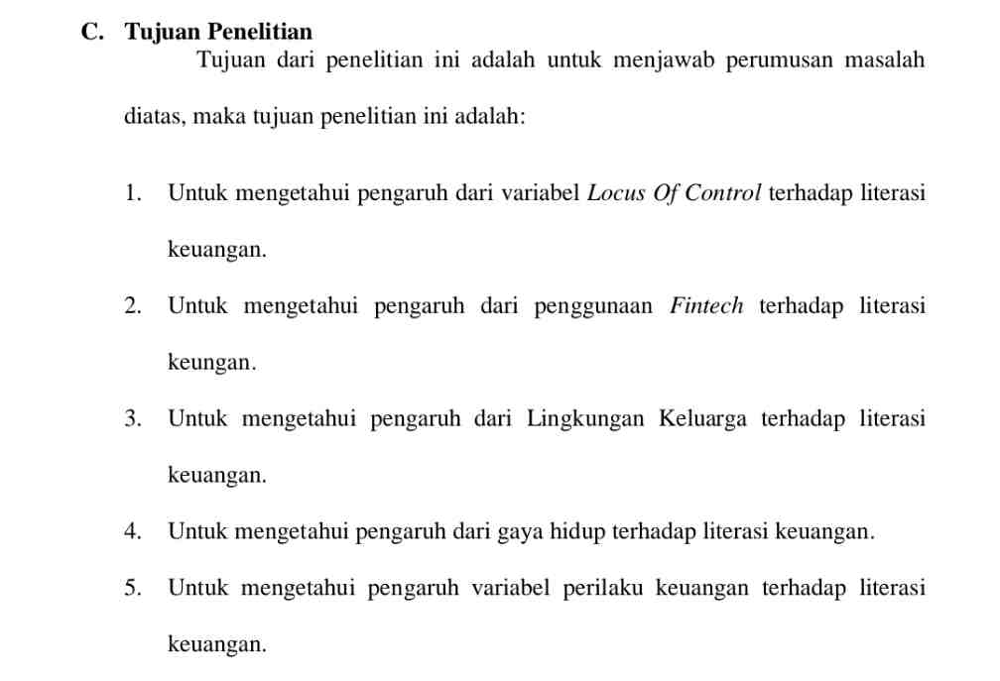 C. Tujuan Penelitian
Tujuan dari penelitian ini adalah untuk menjawab perumusan masalah
diatas, maka tujuan penelitian ini adalah:
1. Untuk mengetahui pengaruh dari variabel Locus Of Control terhadap literasi
keuangan.
2. Untuk mengetahui pengaruh dari penggunaan Fintech terhadap literasi
keungan.
3. Untuk mengetahui pengaruh dari Lingkungan Keluarga terhadap literasi
keuangan.
4. Untuk mengetahui pengaruh dari gaya hidup terhadap literasi keuangan.
5. Untuk mengetahui pengaruh variabel perilaku keuangan terhadap literasi
keuangan.